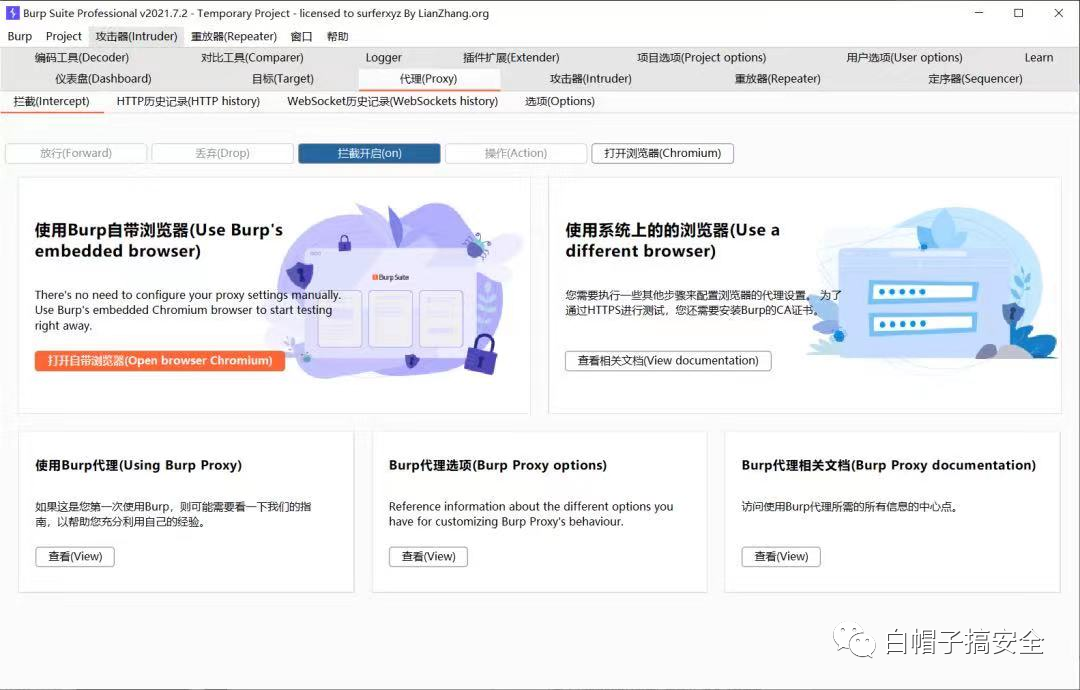 Burp Suite Professional v2021.7.2 - Temporary Project - licensed to surferxyz By LianZhang.org
Burp Project 攻击器(Intruder) 重放器(Repeater) 窗口 帮助
编码工具(Decoder) 对比工具(Comparer) Logger 插件扩展(Extender) 项目选项(Project options) 用户选项(User options) Learn
仪表盘(Dashboard) 目标(Target) 代理(Proxy) 攻击器(Intruder) 重放器(Repeater) 定序器(Sequencer)
拦截(Intercept) HTTP历史记录(HTTP history) WebSocket历史记录(WebSockets history) 选项(Options)
放行(Forward) 丢弃(Drop) 拦截开启(on) 操作(Action) 打开浏览器(Chromium)
使用Burp自带浏览器(Use Burp's
embedded browser)
Burp Suite
There's no need to configure your proxy settings manually.
Use Burp's embedded Chromium browser to start testing
right away.
打开自带浏览器(Open browser Chromium)
使用系统上的的浏览器(Use a
different browser)
您需要执行一些其他步骤来配置浏览器的代理设置。 为了
通过HTTPS进行测试，您还需要安装Burp的CA证书。
查看相关文档(View documentation)
使用Burp代理(Using Burp Proxy)
如果这是您第一次使用Burp，则可能需要看一下我们的指
南，以帮助您充分利用自己的经验。
查看(View)
Burp代理选项(Burp Proxy options)
Reference information about the different options you
have for customizing Burp Proxy's behaviour.
查看(View)
Burp代理相关文档(Burp Proxy documentation)
访问使用Burp代理所需的所有信息的中心点。
查看(View)
白帽子搞安全